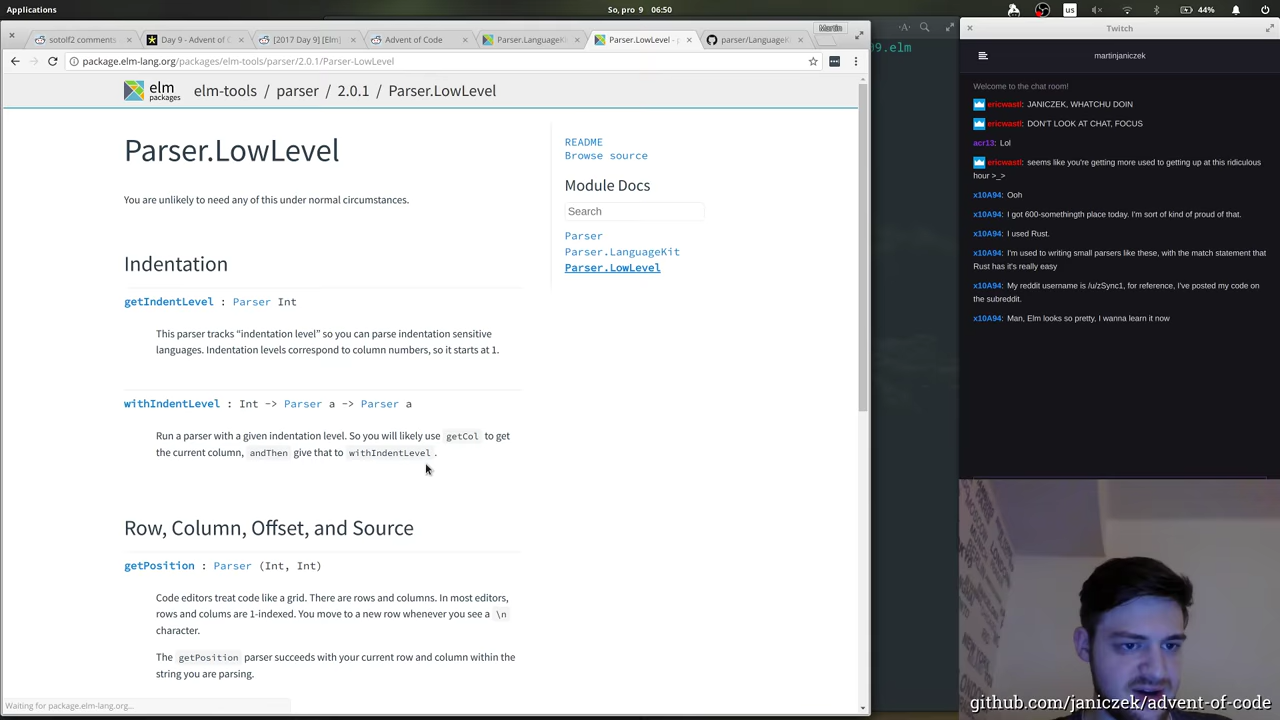 Applications
So, pro 9 06:50
us
44%
sotolf2 comment
Day 9 - Advent of
[2017 Day 9] [Elm]
Advent of Code
Parser.LanguageK
Parser.LowLevel - p
parser/LanguageK
Martin
package.elm-lang.org/packages/elm-tools/parser/2.0.1/Parser-LowLevel
elm packages
elm-tools / parser / 2.0.1 / Parser.LowLevel
Parser.LowLevel
You are unlikely to need any of this under normal circumstances.
Indentation
getIndentLevel : Parser Int
This parser tracks “indentation level” so you can parse indentation sensitive
languages. Indentation levels correspond to column numbers, so it starts at 1.
withIndentLevel : Int -> Parser a -> Parser a
Run a parser with a given indentation level. So you will likely use getCol to get
the current column, andThen give that to withIndentLevel .
Row, Column, Offset, and Source
getPosition : Parser (Int, Int)
Code editors treat code like a grid. There are rows and columns. In most editors,
rows and colums are 1-indexed. You move to a new row whenever you see a \n
character.
The getPosition parser succeeds with your current row and column within the
string you are parsing.
Waiting for package.elm-lang.org...
README
Browse source
Module Docs
Search
Parser
Parser.LanguageKit
Parser.LowLevel
-A-
09.elm
Twitch
martinjaniczek
Welcome to the chat room!
ericwastl: JANICZEK, WHATCHU DOIN
ericwastl: DON'T LOOK AT CHAT, FOCUS
acr13: Lol
ericwastl: seems like you're getting more used to getting up at this ridiculous
hour >_>
x10A94: Ooh
x10A94: I got 600-somethingth place today. I'm sort of kind of proud of that.
x10A94: I used Rust.
x10A94: I'm used to writing small parsers like these, with the match statement that
Rust has it's really easy
x10A94: My reddit username is /u/zSync1, for reference, I've posted my code on
the subreddit.
x10A94: Man, Elm looks so pretty, I wanna learn it now
github.com/janiczek/advent-of-code